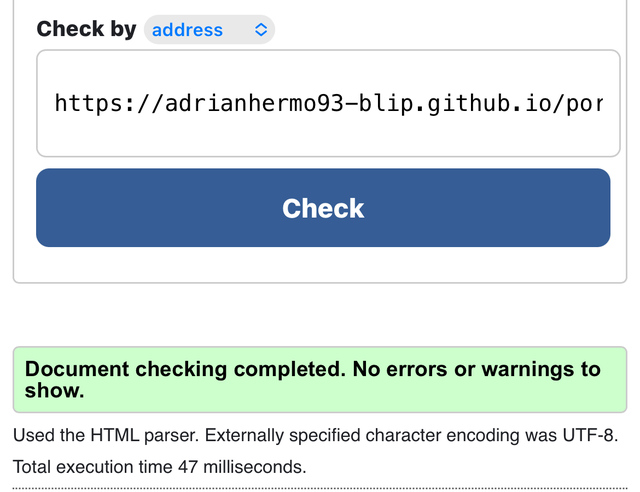 Check by address
https://adrianhermo93-blip.github.io/por
Check
Document checking completed. No errors or warnings to
show.
Used the HTML parser. Externally specified character encoding was UTF-8.
Total execution time 47 milliseconds.